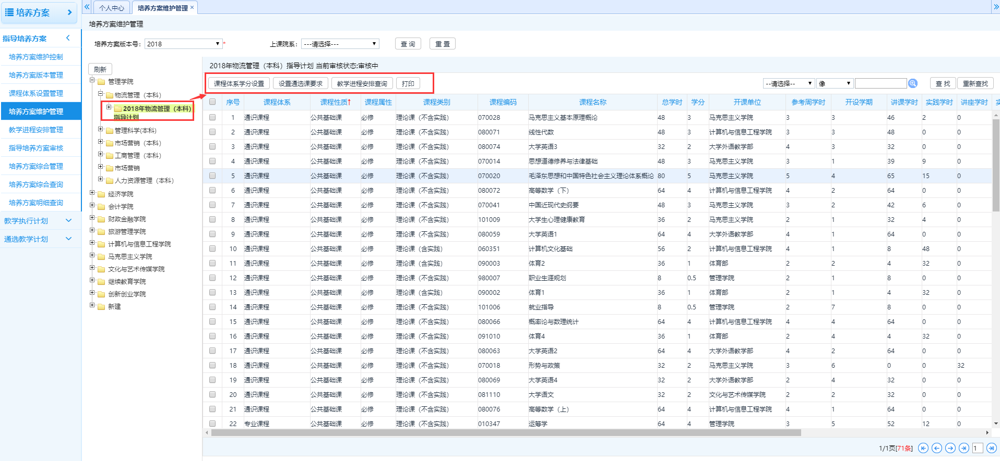 培养方案
个人中心
培养方案维护管理
培养方案维护管理
指导培养方案
培养方案维护控制
培养方案版本管理
课程体系设置管理
培养方案维护管理
教学进程安排管理
指导培养方案审核
培养方案综合管理
培养方案综合查询
培养方案明细查询
教学执行计划
通选教学计划
培养方案版本号: 2018 * 上课院系: ---请选择--- 查 询 重 置
刷新
管理学院
物流管理（本科）
2018年物流管理（本科）
指导计划
管理科学(本科)
市场营销（本科）
工商管理（本科）
市场营销
人力资源管理（本科）
经济学院
会计学院
财政金融学院
旅游管理学院
计算机与信息工程学院
马克思主义学院
文化与艺术传媒学院
继续教育学院
创新创业学院
新建
2018年物流管理（本科）指导计划 当前审核状态:审核中
课程体系学分设置 设置通选课要求 教学进程安排查询 打印 --请选择-- 像 查 找 重新查找
序号 课程体系 课程性质↑ 课程属性 课程类别 课程编码 课程名称 总学时 学分 开课单位 参考周学时 开设学期 讲课学时 实践学时 讲座学时
1 通识课程 公共基础课 必修 理论课（不含实践） 070028 马克思主义基本原理概论 48 3 马克思主义学院 3 3 46 2 0
2 通识课程 公共基础课 必修 理论课（不含实践） 080071 线性代数 48 3 计算机与信息工程学院 3 3 48 0 0
3 通识课程 公共基础课 必修 理论课（不含实践） 080074 大学英语3 32 2 大学外语教学部 4 3 32 0 0
4 通识课程 公共基础课 必修 理论课（不含实践） 070014 思想道德修养与法律基础 48 3 马克思主义学院 3 1 39 9 0
5 通识课程 公共基础课 必修 理论课（不含实践） 070020 毛泽东思想和中国特色社会主义理论体系概论 80 5 马克思主义学院 5 4 65 15 0
6 通识课程 公共基础课 必修 理论课（不含实践） 080072 高等数学（下） 64 4 计算机与信息工程学院 4 2 64 0 0
7 通识课程 公共基础课 必修 理论课（不含实践） 070041 中国近现代史纲要 48 3 马克思主义学院 3 2 42 6 0
8 通识课程 公共基础课 必修 理论课（不含实践） 101009 大学生心理健康教育 36 2 马克思主义学院 2 1 32 4 0
9 通识课程 公共基础课 必修 理论课（不含实践） 080059 大学英语1 64 4 大学外语教学部 4 1 64 0 0
10 通识课程 公共基础课 必修 理论课（含实践） 060351 计算机文化基础 56 2 计算机与信息工程学院 4 1 8 48 0
11 通识课程 公共基础课 必修 理论课（含实践） 090003 体育2 36 1 体育部 2 2 4 32 0
12 通识课程 公共基础课 必修 理论课（不含实践） 980007 职业生涯规划 8 0.5 管理学院 2 1 8 0 0
13 通识课程 公共基础课 必修 理论课（含实践） 090002 体育1 36 1 体育部 2 1 4 32 0
14 通识课程 公共基础课 必修 理论课（不含实践） 101006 就业指导 8 0.5 管理学院 2 7 8 0 0
15 通识课程 公共基础课 必修 理论课（不含实践） 080066 概率论与数理统计 64 4 计算机与信息工程学院 4 4 64 0 0
16 通识课程 公共基础课 必修 理论课（不含实践） 091010 体育4 36 1 体育部 2 4 4 32 0
17 通识课程 公共基础课 必修 理论课（不含实践） 080063 大学英语2 64 4 大学外语教学部 4 2 64 0 0
18 通识课程 公共基础课 必修 理论课（不含实践） 070018 形势与政策 32 2 马克思主义学院 3 6 0 0 32
19 通识课程 公共基础课 必修 理论课（不含实践） 080069 大学英语4 32 2 大学外语教学部 2 4 32 0 0
20 通识课程 公共基础课 必修 理论课（不含实践） 081110 大学语文 32 2 文化与艺术传媒学院 2 2 32 0 0
21 通识课程 公共基础课 必修 理论课（不含实践） 080076 高等数学（上） 64 4 计算机与信息工程学院 4 1 64 0 0
22 专业课程 公共基础课 必修 理论课（不含实践） 010347 运筹学 64 4 管理学院 3 5 52 12 0
1/1页[71条] 1